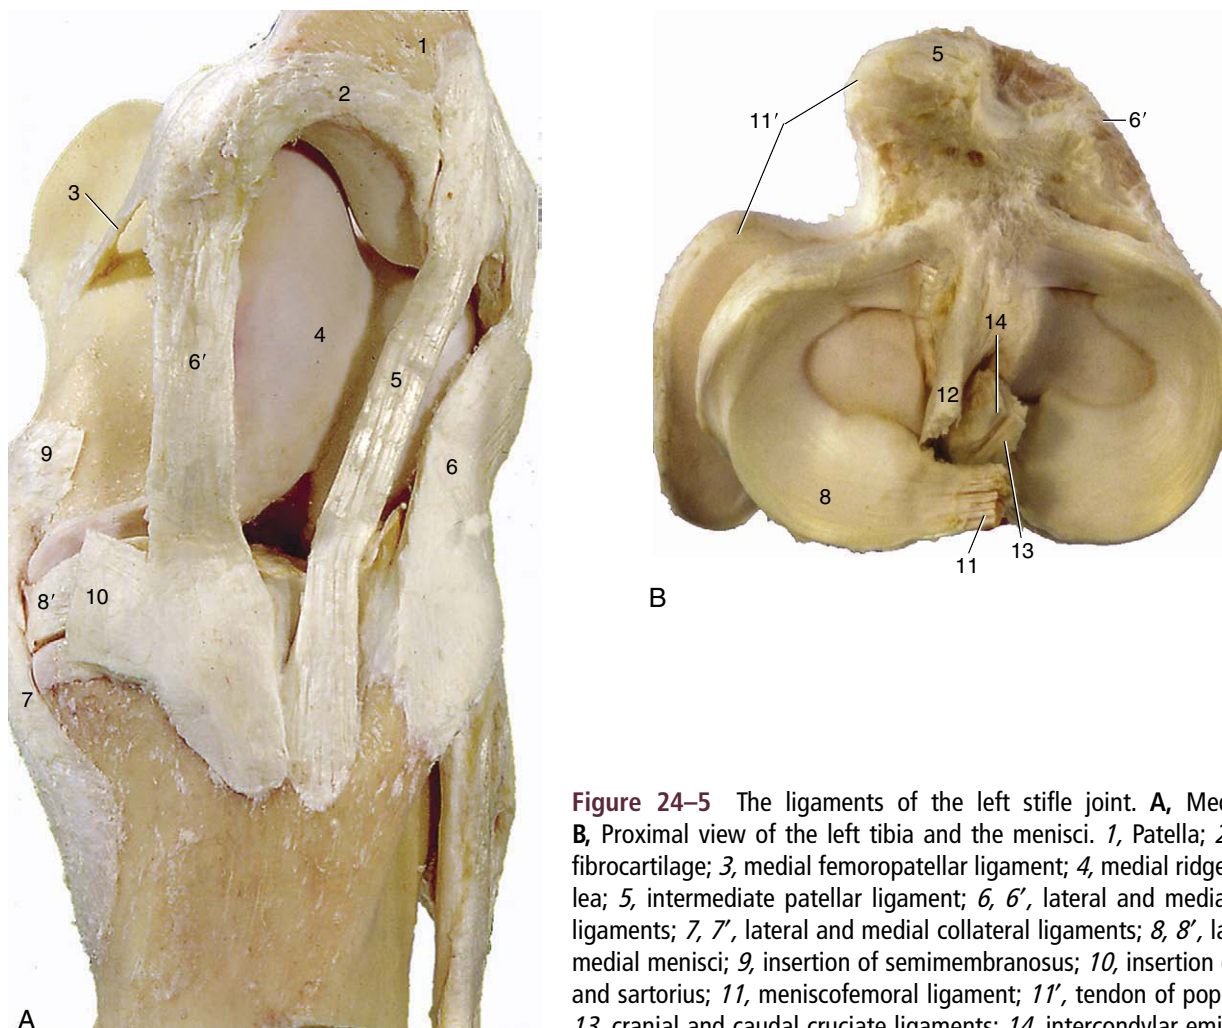 1
2
3
4
5
6′
6
9
8′
10
7
A
5
11′
6′
14
12
8
13
11
B
Figure 24–5 The ligaments of the left stifle joint. A,
B, Proximal view of the left tibia and the menisci. 1, Patella;
fibrocartilage; 3, medial femoropatellar ligament; 4, medial ridge
5, intermediate patellar ligament; 6, 6′, lateral and
ligaments; 7, 7′, lateral and medial collateral ligaments; 8, 8′,
medial menisci; 9, insertion of semimembranosus; 10, insertion
and sartorius; 11, meniscofemoral ligament; 11′, tendon of
13, cranial and caudal cruciate ligaments; 14, intercondylar